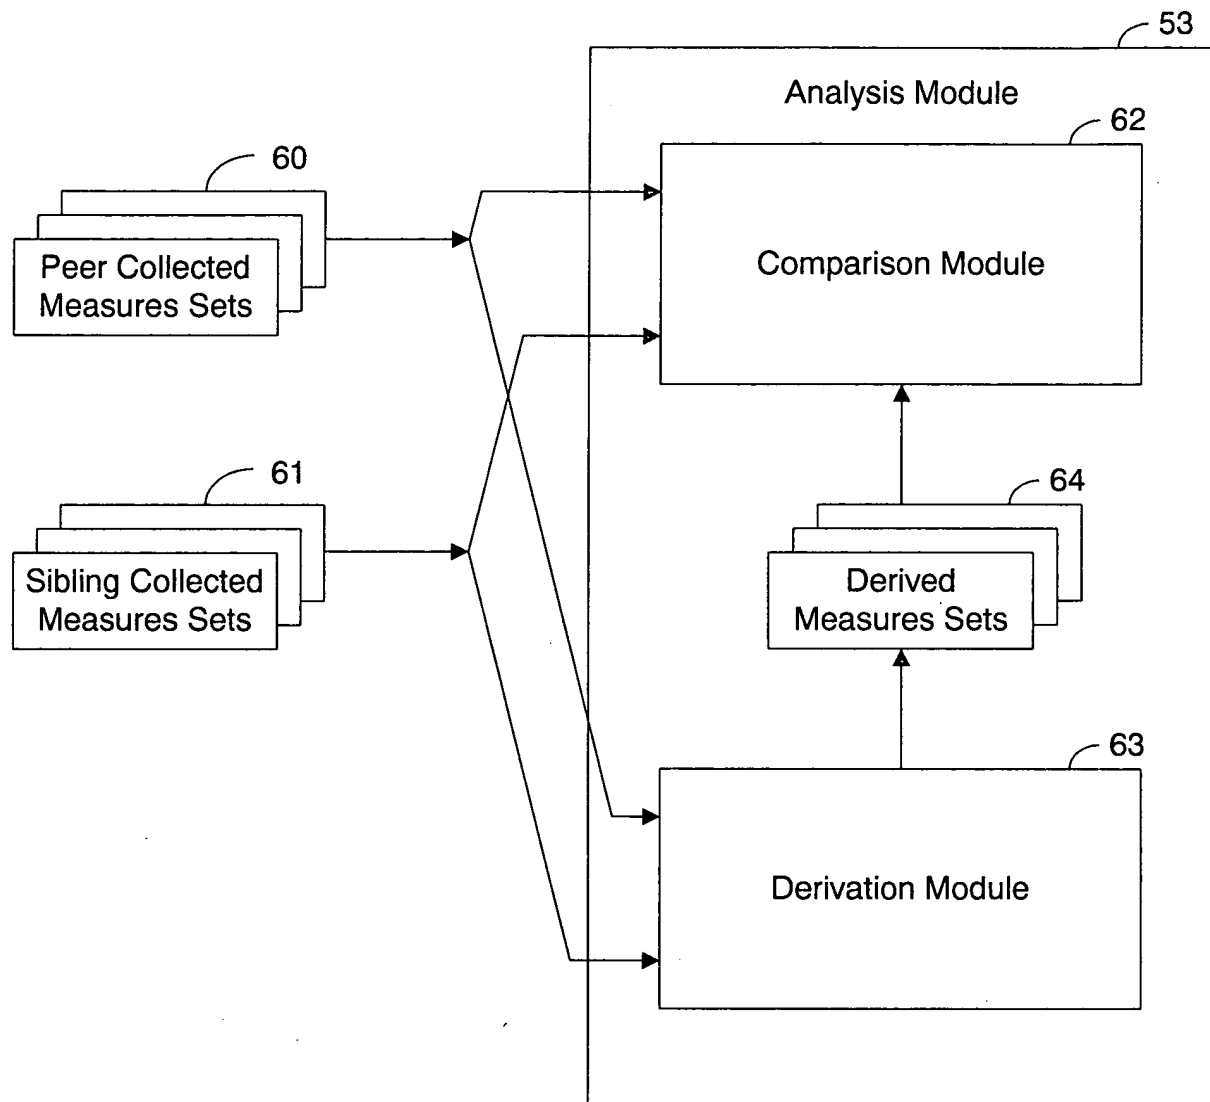 53
Analysis Module
62
60
Peer Collected
Measures Sets
Comparison Module
61
Sibling Collected
Measures Sets
64
Derived
Measures Sets
63
Derivation Module